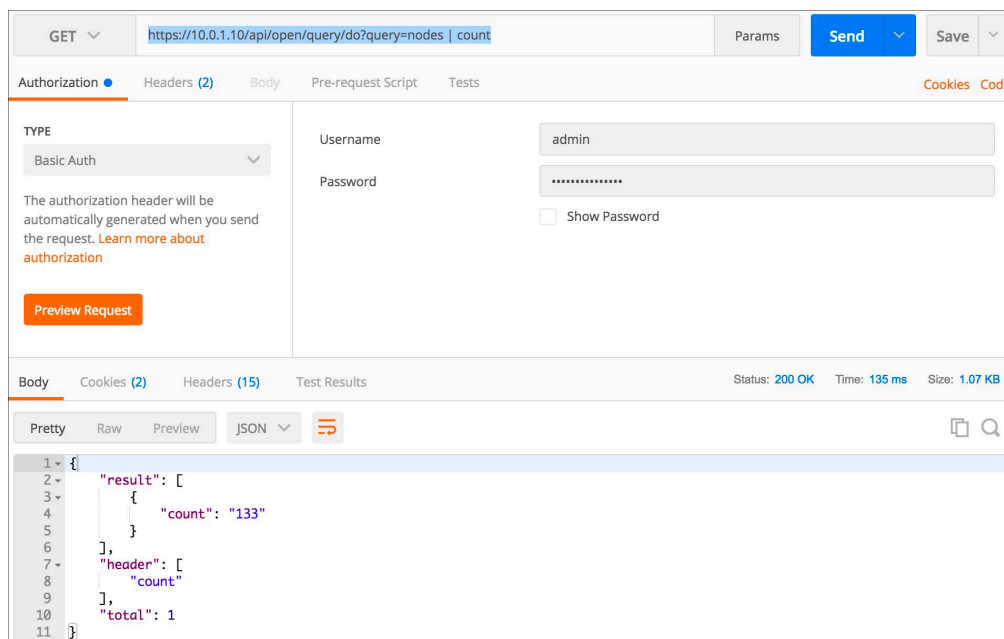 GET https://10.0.1.10/api/open/query/do?query=nodes | count Params Send Save
Authorization Headers (2) Body Pre-request Script Tests Cookies Cod
TYPE
Basic Auth
The authorization header will be
automatically generated when you send
the request. Learn more about
authorization
Preview Request
Username admin
Password •••••••••••••••
Show Password
Body Cookies (2) Headers (15) Test Results Status: 200 OK Time: 135 ms Size: 1.07 KB
Pretty Raw Preview JSON
1 {
2 "result": [
3 {
4 "count": "133"
5 }
6 ],
7 "header": [
8 "count"
9 ],
10 "total": 1
11 }